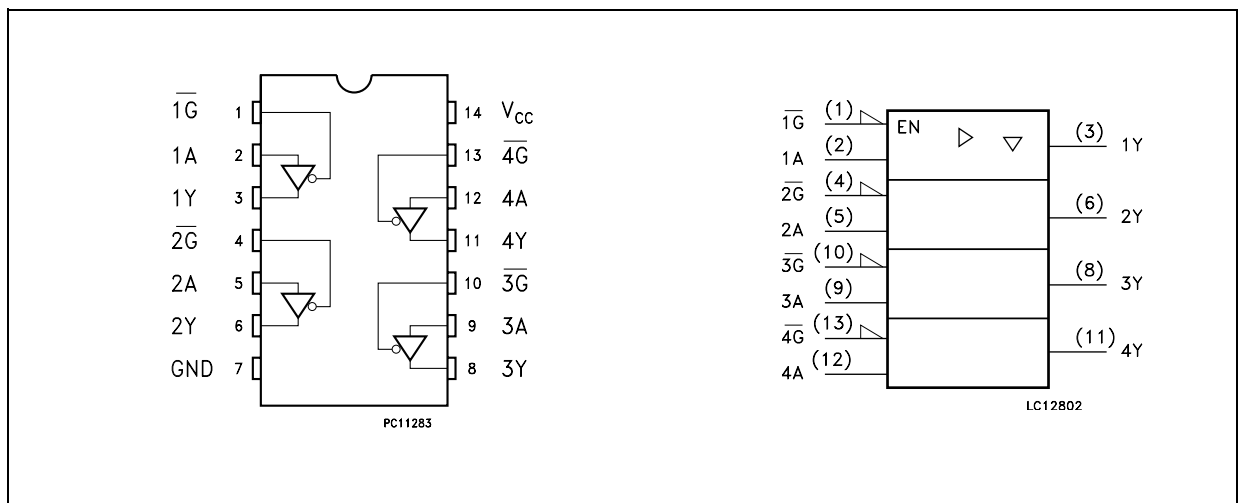 1G̅ 1 14 VCC
1A 2 13 4G̅
1Y 3 12 4A
2G̅ 4 11 4Y
2A 5 10 3G̅
2Y 6 9 3A
GND 7 8 3Y
PC11283
1G̅ (1) EN (3) 1Y
1A (2)
2G̅ (4) (6) 2Y
2A (5)
3G̅ (10) (8) 3Y
3A (9)
4G̅ (13) (11) 4Y
4A (12)
LC12802